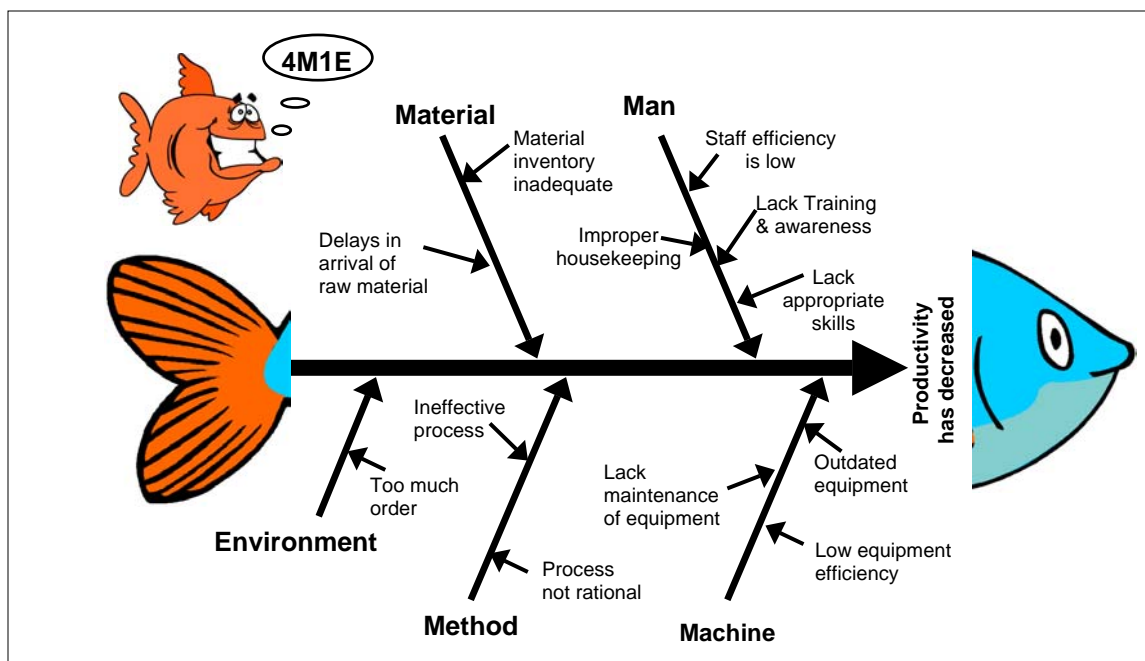 4M1E
Material
Man
Material
inventory
inadequate
Delays in
arrival of
raw material
Staff efficiency
is low
Lack Training
& awareness
Improper
housekeeping
Lack
appropriate
skills
Productivity
has decreased
Ineffective
process
Too much
order
Environment
Process
not rational
Method
Lack
maintenance
of equipment
Outdated
equipment
Low equipment
efficiency
Machine